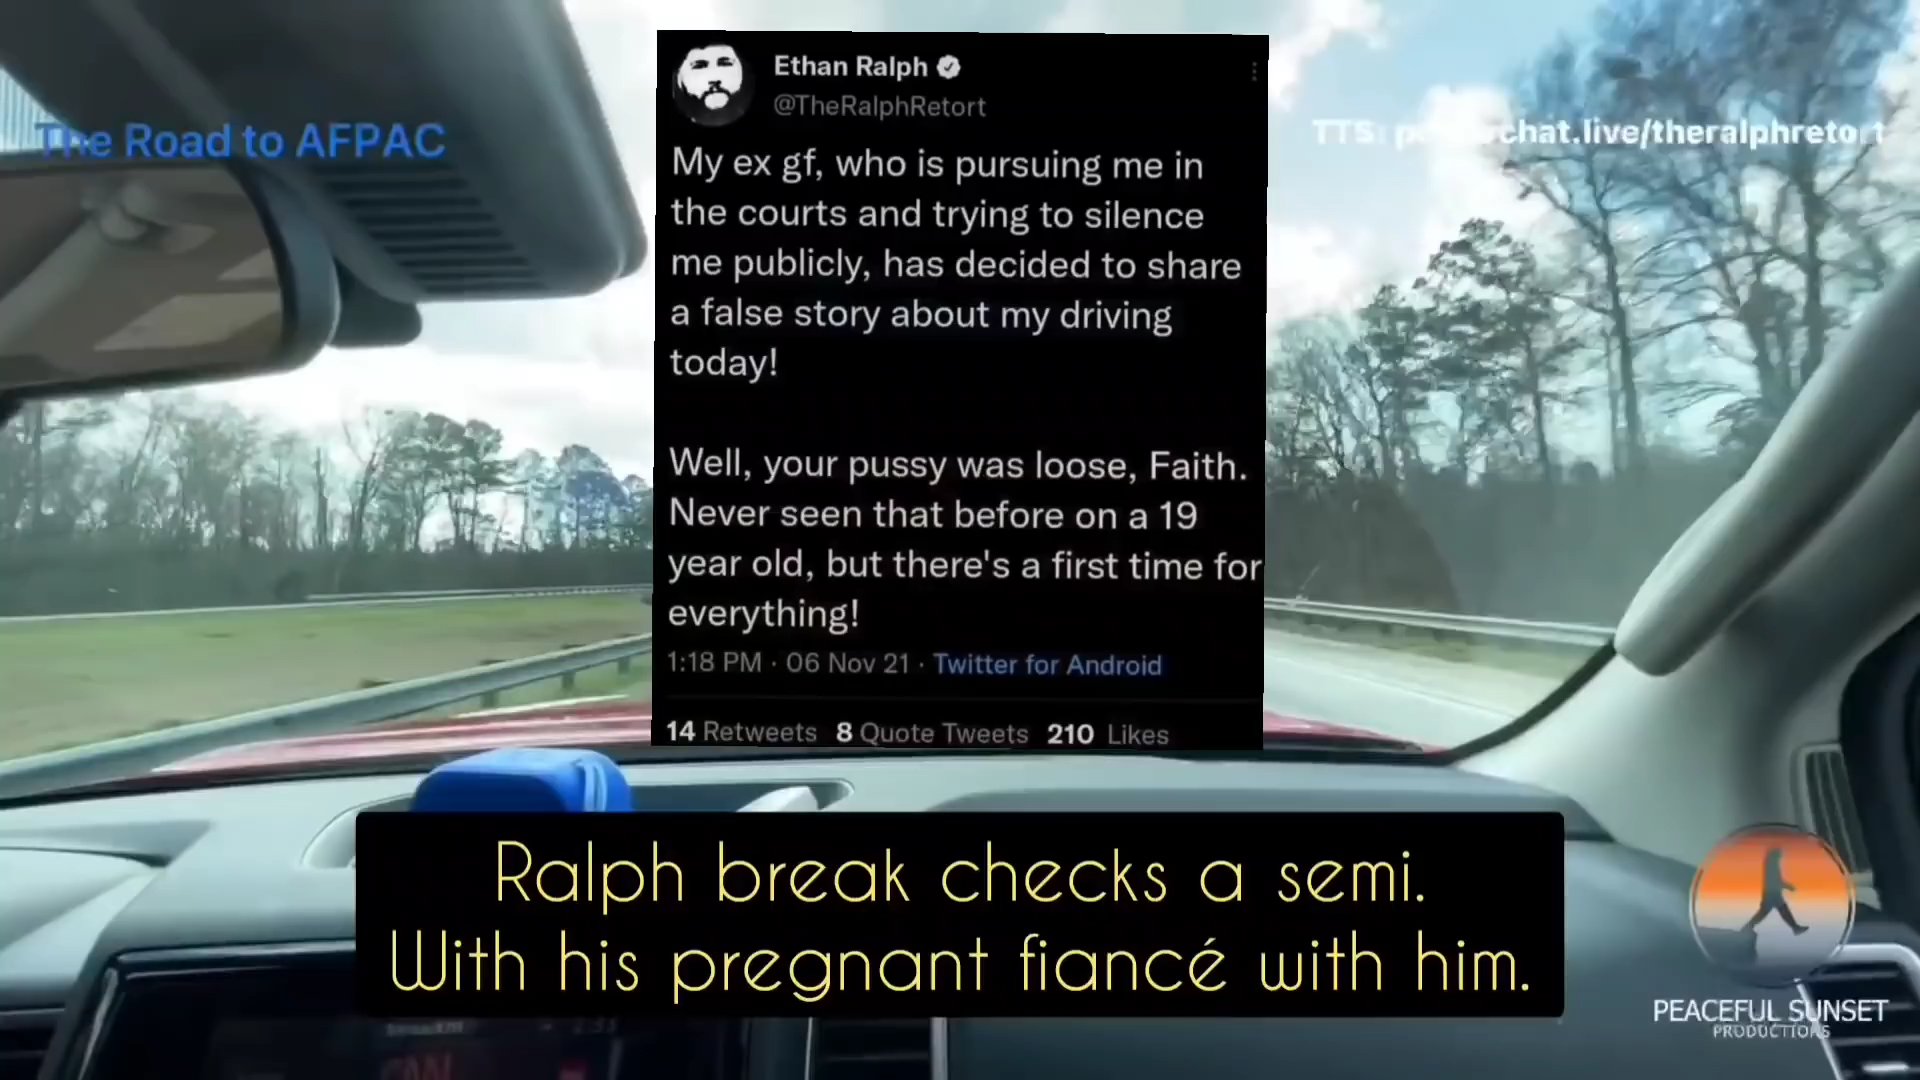 The Road to AFPAC
Ethan Ralph
@TheRalphRetort
My ex gf, who is pursuing me in
the courts and trying to silence
me publicly, has decided to share
a false story about my driving
today!
Well, your pussy was loose, Faith.
Never seen that before on a 19
year old, but there's a first time for
everything!
1:18 PM · 06 Nov 21 · Twitter for Android
14 Retweets 8 Quote Tweets 210 Likes
TTS: chat.live/theralphretort
Ralph break checks a semi.
With his pregnant fiancé with him.
PEACEFUL SUNSET
PRODUCTIONS